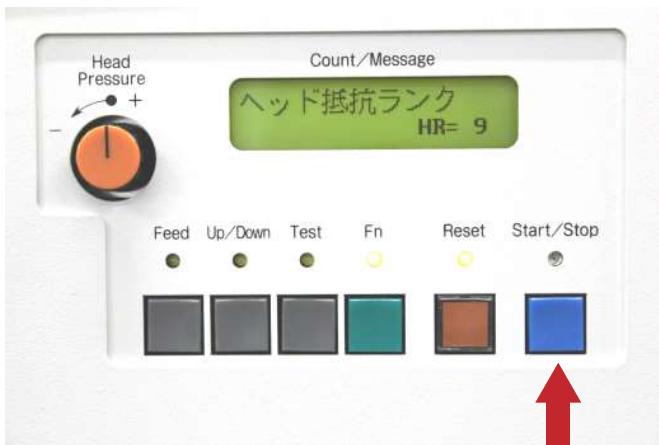 Head
Pressure
- +
Count/Message
ヘッド抵抗ランク
HR= 9
Feed Up/Down Test Fn Reset Start/Stop